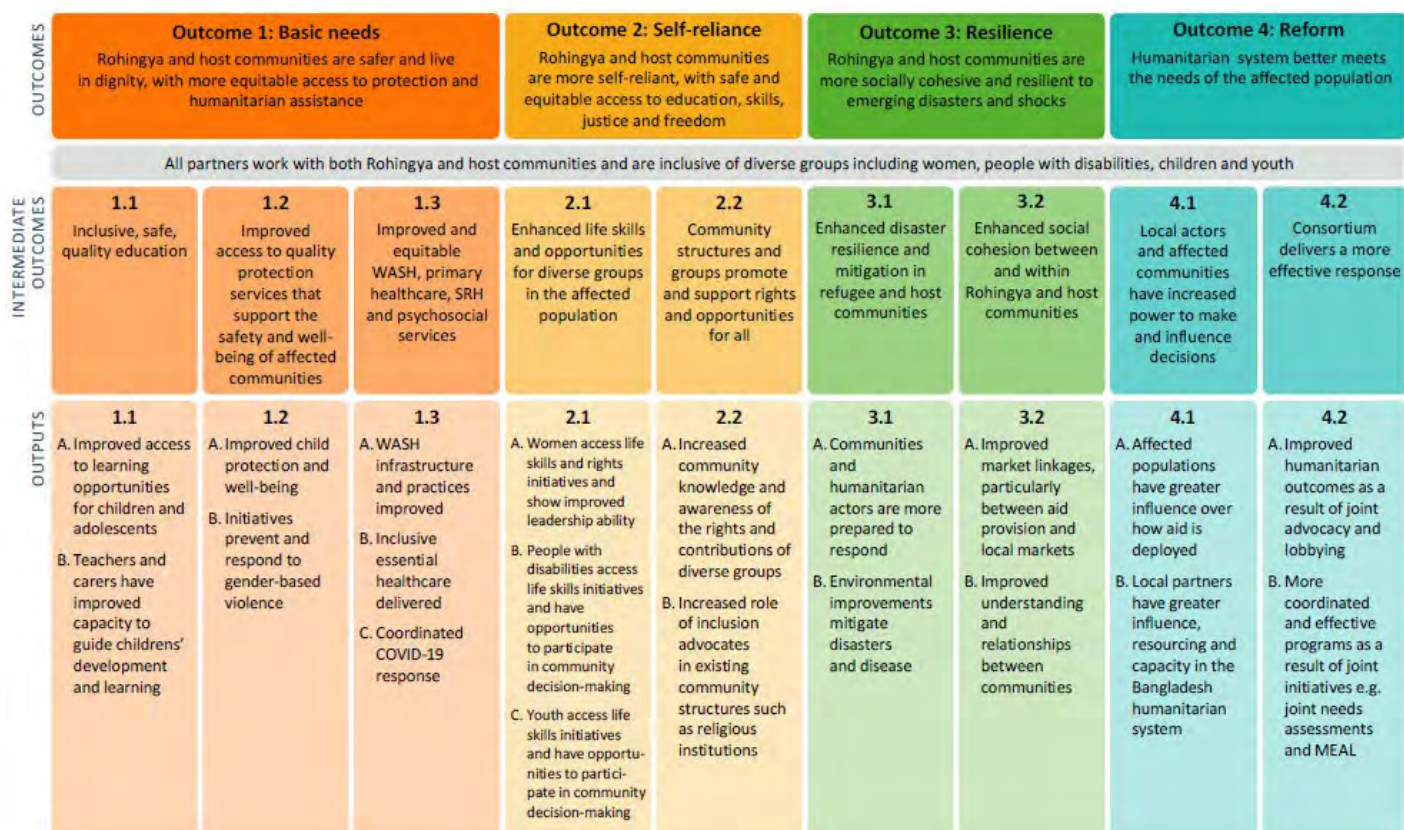 OUTCOMES
Outcome 1: Basic needs
Rohingya and host communities are safer and live
in dignity, with more equitable access to protection and
humanitarian assistance
Outcome 2: Self-reliance
Rohingya and host communities
are more self-reliant, with safe and
equitable access to education, skills,
justice and freedom
Outcome 3: Resilience
Rohingya and host communities are
more socially cohesive and resilient to
emerging disasters and shocks
Outcome 4: Reform
Humanitarian system better meets
the needs of the affected population
All partners work with both Rohingya and host communities and are inclusive of diverse groups including women, people with disabilities, children and youth
INTERMEDIATE
OUTCOMES
1.1
Inclusive, safe,
quality education
1.2
Improved
access to quality
protection
services that
support the
safety and well-
being of affected
communities
1.3
Improved and
equitable
WASH, primary
healthcare, SRH
and psychosocial
services
2.1
Enhanced life skills
and opportunities
for diverse groups
in the affected
population
2.2
Community
structures and
groups promote
and support rights
and opportunities
for all
3.1
Enhanced disaster
resilience and
mitigation in
refugee and host
communities
3.2
Enhanced social
cohesion between
and within
Rohingya and host
communities
4.1
Local actors
and affected
communities
have increased
power to make
and influence
decisions
4.2
Consortium
delivers a more
effective response
OUTPUTS
1.1
A. Improved access
to learning
opportunities
for children and
adolescents
B. Teachers and
carers have
improved
capacity to
guide childrens’
development
and learning
1.2
A. Improved child
protection and
well-being
B. Initiatives
prevent and
respond to
gender-based
violence
1.3
A. WASH
infrastructure
and practices
improved
B. Inclusive
essential
healthcare
delivered
C. Coordinated
COVID-19
response
2.1
A. Women access life
skills and rights
initiatives and
show improved
leadership ability
B. People with
disabilities access
life skills initiatives
and have
opportunities
to participate
in community
decision-making
C. Youth access life
skills initiatives
and have opportu-
nities to partici-
pate in community
decision-making
2.2
A. Increased
community
knowledge and
awareness of
the rights and
contributions of
diverse groups
B. Increased role
of inclusion
advocates
in existing
community
structures such
as religious
institutions
3.1
A. Communities
and
humanitarian
actors are more
prepared to
respond
B. Environmental
improvements
mitigate
disasters
and disease
3.2
A. Improved
market linkages,
particularly
between aid
provision and
local markets
B. Improved
understanding
and
relationships
between
communities
4.1
A. Affected
populations
have greater
influence over
how aid is
deployed
B. Local partners
have greater
influence,
resourcing and
capacity in the
Bangladesh
humanitarian
system
4.2
A. Improved
humanitarian
outcomes as a
result of joint
advocacy and
lobbying
B. More
coordinated
and effective
programs as a
result of joint
initiatives e.g.
joint needs
assessments
and MEAL